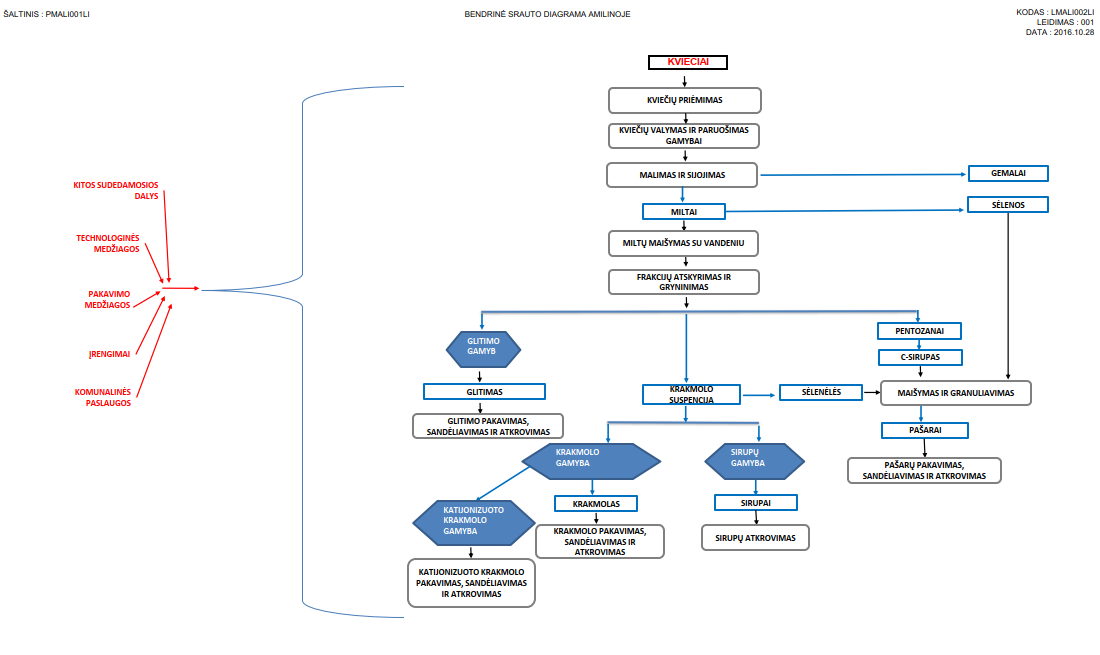 ŠALTINIS : PMALI001LI
BENDRINĖ SRAUTO DIAGRAMA AMILINOJE
KODAS : LMALI002LI
LEIDIMAS : 001
DATA : 2016.10.28
KVIECIAI
KVIEČIŲ PRIĖMIMAS
KVIEČIŲ VALYMAS IR PARUOŠIMAS
GAMYBAI
MALIMAS IR SIJOJIMAS
GEMALAI
SĖLENOS
MILTAI
MILTŲ MAIŠYMAS SU VANDENIU
FRAKCIJŲ ATSKYRIMAS IR
GRYNINIMAS
KITOS SUDEDAMOSIOS
DALYS
TECHNOLOGINĖS
MEDŽIAGOS
PAKAVIMO
MEDŽIAGOS
ĮRENGIMAI
KOMUNALINĖS
PASLAUGOS
GLITIMO
GAMYB
PENTOZANAI
C-SIRUPAS
GLITIMAS
KRAKMOLO
SUSPENCIJA
SĖLENĖLĖS
MAIŠYMAS IR GRANULIAVIMAS
GLITIMO PAKAVIMAS,
SANDĖLIAVIMAS IR ATKROVIMAS
PAŠARAI
KRAKMOLO
GAMYBA
SIRUPŲ
GAMYBA
PAŠARŲ PAKAVIMAS,
SANDĖLIAVIMAS IR ATKROVIMAS
KATIJONIZUOTO
KRAKMOLO
GAMYBA
KRAKMOLAS
SIRUPAI
KRAKMOLO PAKAVIMAS,
SANDĖLIAVIMAS IR
ATKROVIMAS
SIRUPŲ ATKROVIMAS
KATIJONIZUOTO KRAKMOLO
PAKAVIMAS, SANDĖLIAVIMAS
IR ATKROVIMAS